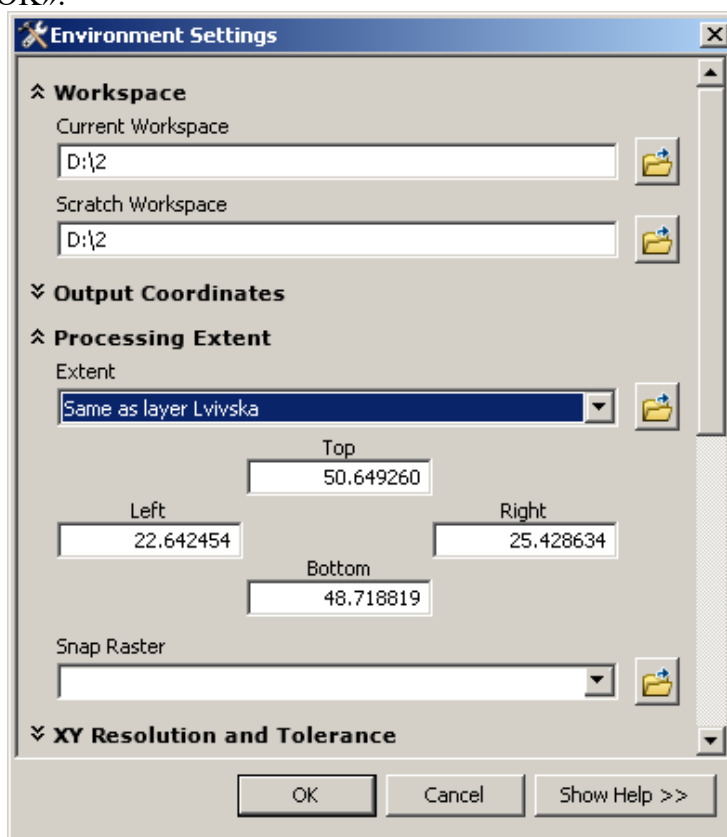 OK».
Environment Settings
Workspace
Current Workspace
D:\2
Scratch Workspace
D:\2
Output Coordinates
Processing Extent
Extent
Same as layer Lvivska
Top
50.649260
Left Right
22.642454 25.428634
Bottom
48.718819
Snap Raster
XY Resolution and Tolerance
OK Cancel Show Help >>